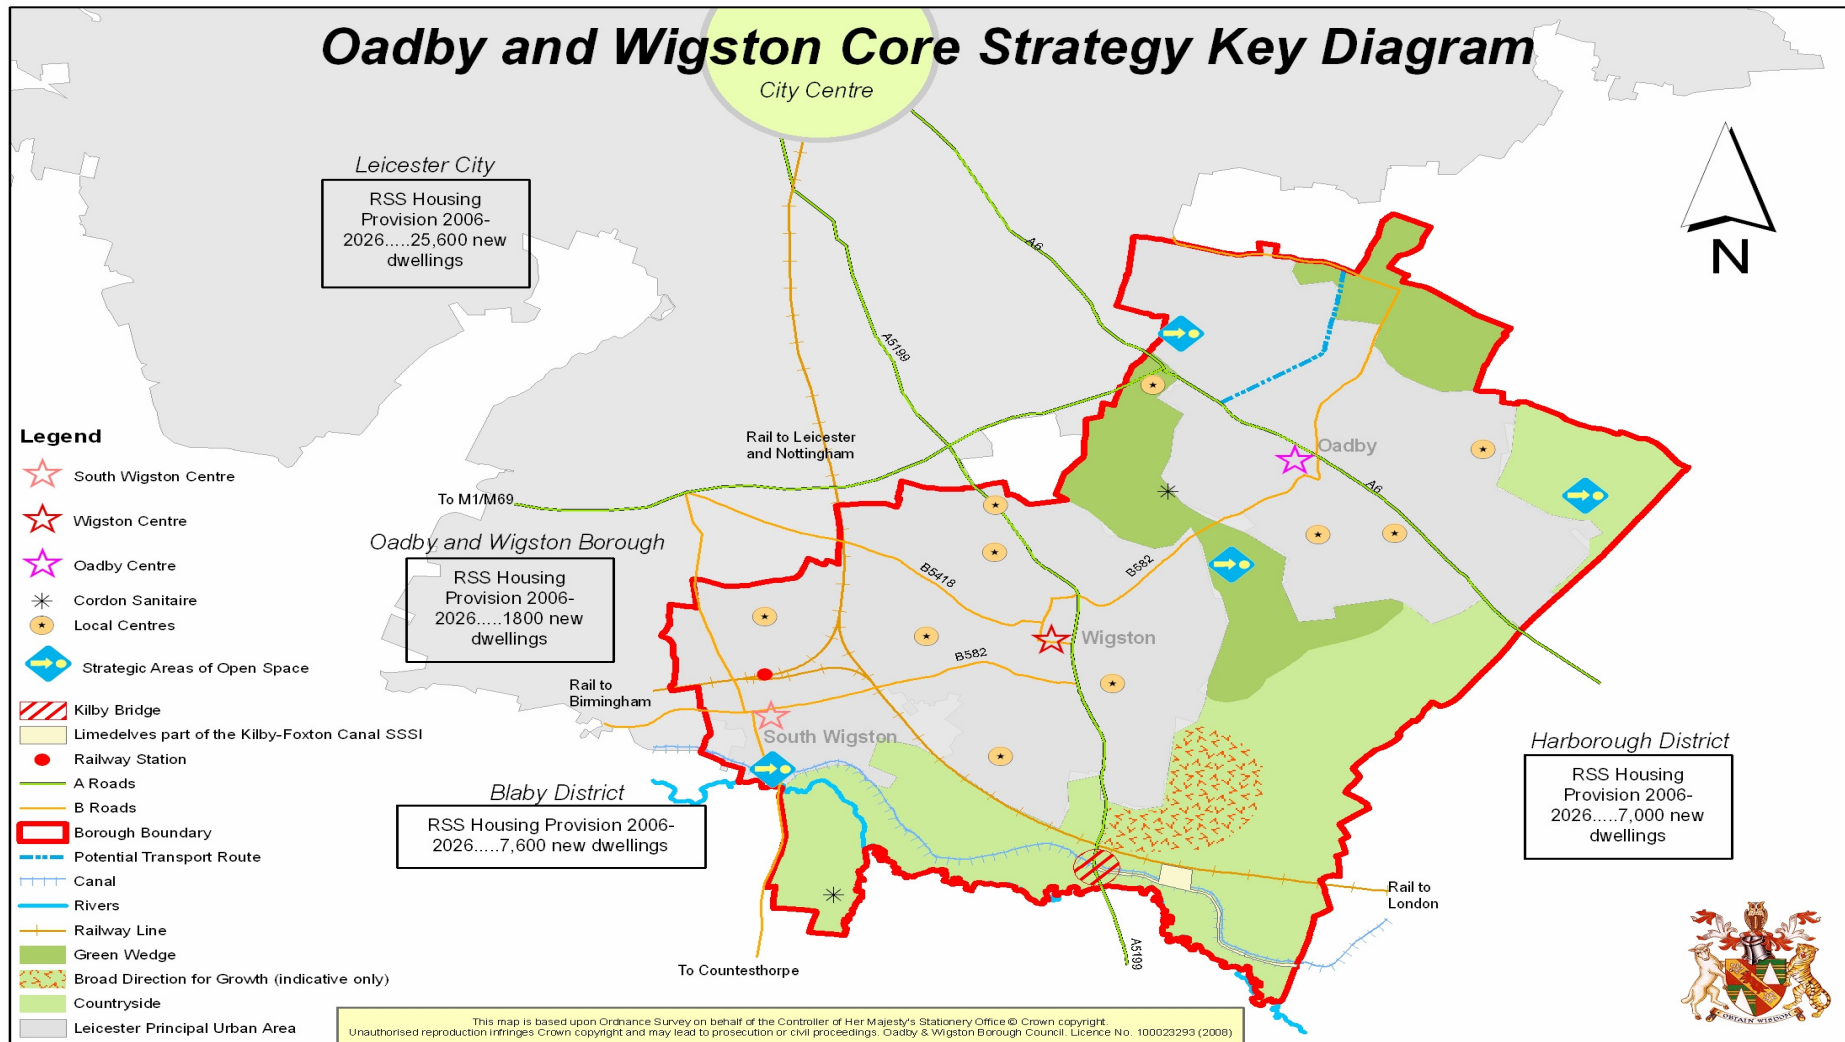 Oadby and Wigston Core Strategy Key Diagram
City Centre
Leicester City
RSS Housing
Provision 2006-
2026.....25,600 new
dwellings
N
A6
A5199
Rail to Leicester
and Nottingham
Oadby
A6
To M1/M69
Oadby and Wigston Borough
RSS Housing
Provision 2006-
2026.....1800 new
dwellings
B5418
B582
Wigston
B582
Rail to
Birmingham
South Wigston
Blaby District
RSS Housing Provision 2006-
2026.....7,600 new dwellings
Harborough District
RSS Housing
Provision 2006-
2026.....7,000 new
dwellings
Rail to
London
A5199
To Countesthorpe
Legend
South Wigston Centre
Wigston Centre
Oadby Centre
Cordon Sanitaire
Local Centres
Strategic Areas of Open Space
Kilby Bridge
Limedelves part of the Kilby-Foxton Canal SSSI
Railway Station
A Roads
B Roads
Borough Boundary
Potential Transport Route
Canal
Rivers
Railway Line
Green Wedge
Broad Direction for Growth (indicative only)
Countryside
Leicester Principal Urban Area
This map is based upon Ordnance Survey on behalf of the Controller of Her Majesty's Stationery Office © Crown copyright.
Unauthorised reproduction infringes Crown copyright and may lead to prosecution or civil proceedings. Oadby & Wigston Borough Council. Licence No. 100023293 (2008)
OBTAIN WISDOM